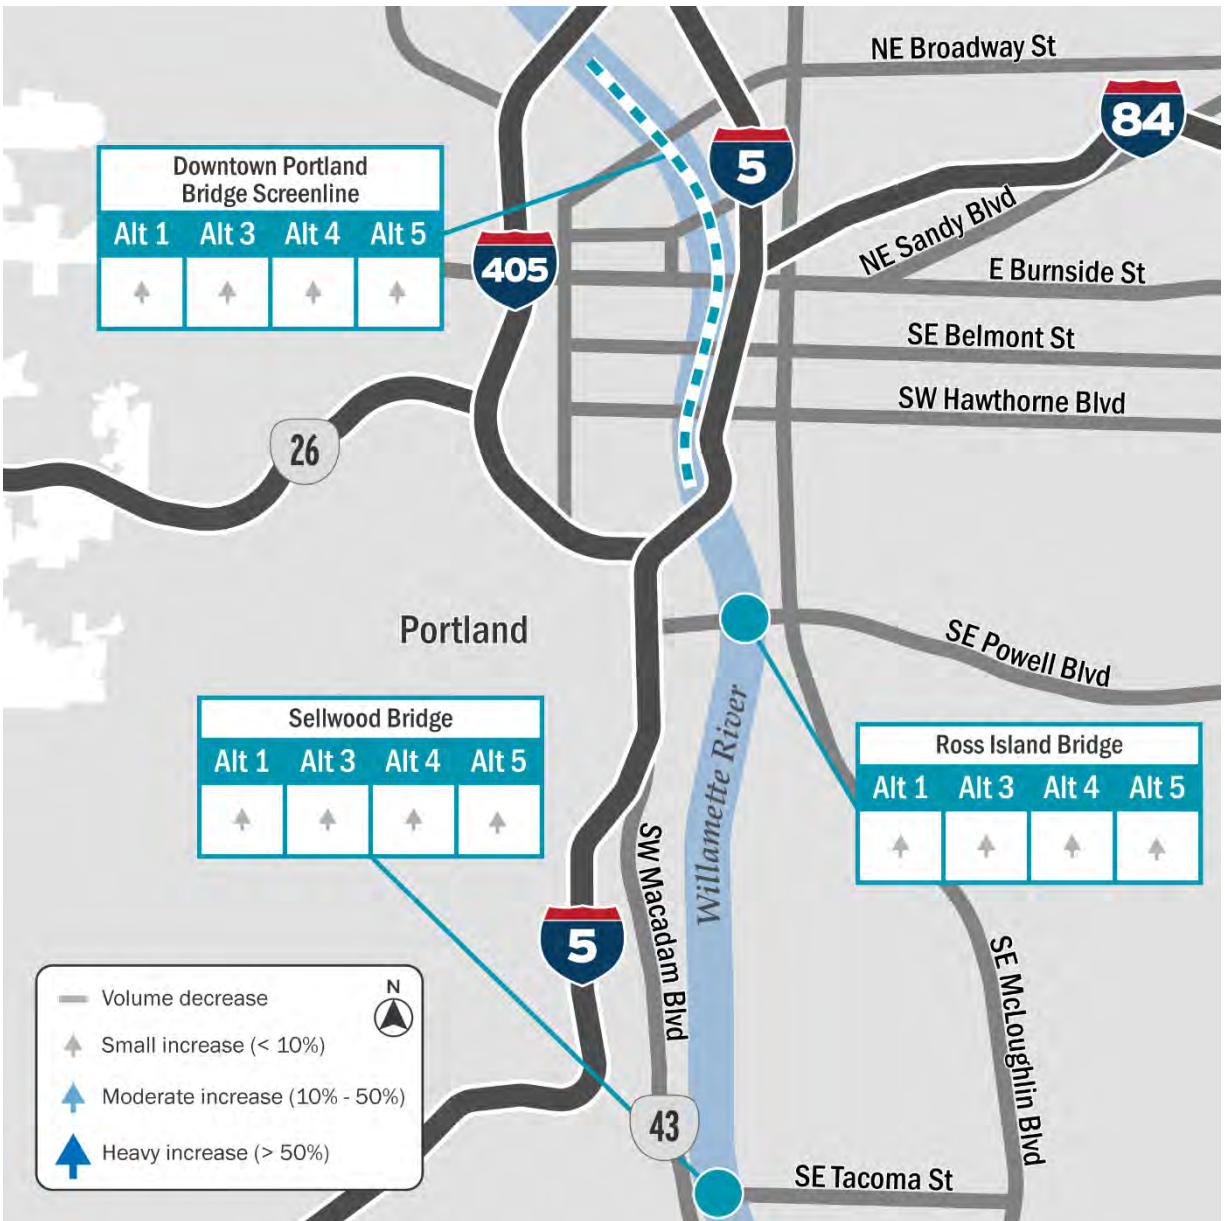 NE Broadway St
84
5
Downtown Portland
Bridge Screenline
Alt 1 Alt 3 Alt 4 Alt 5
NE Sandy Blvd
405
E Burnside St
SE Belmont St
SW Hawthorne Blvd
26
Portland
SE Powell Blvd
Willamette River
Sellwood Bridge
Alt 1 Alt 3 Alt 4 Alt 5
Ross Island Bridge
Alt 1 Alt 3 Alt 4 Alt 5
SW Macadam Blvd
5
SE McLoughlin Blvd
N
Volume decrease
Small increase (< 10%)
Moderate increase (10% - 50%)
Heavy increase (> 50%)
43
SE Tacoma St